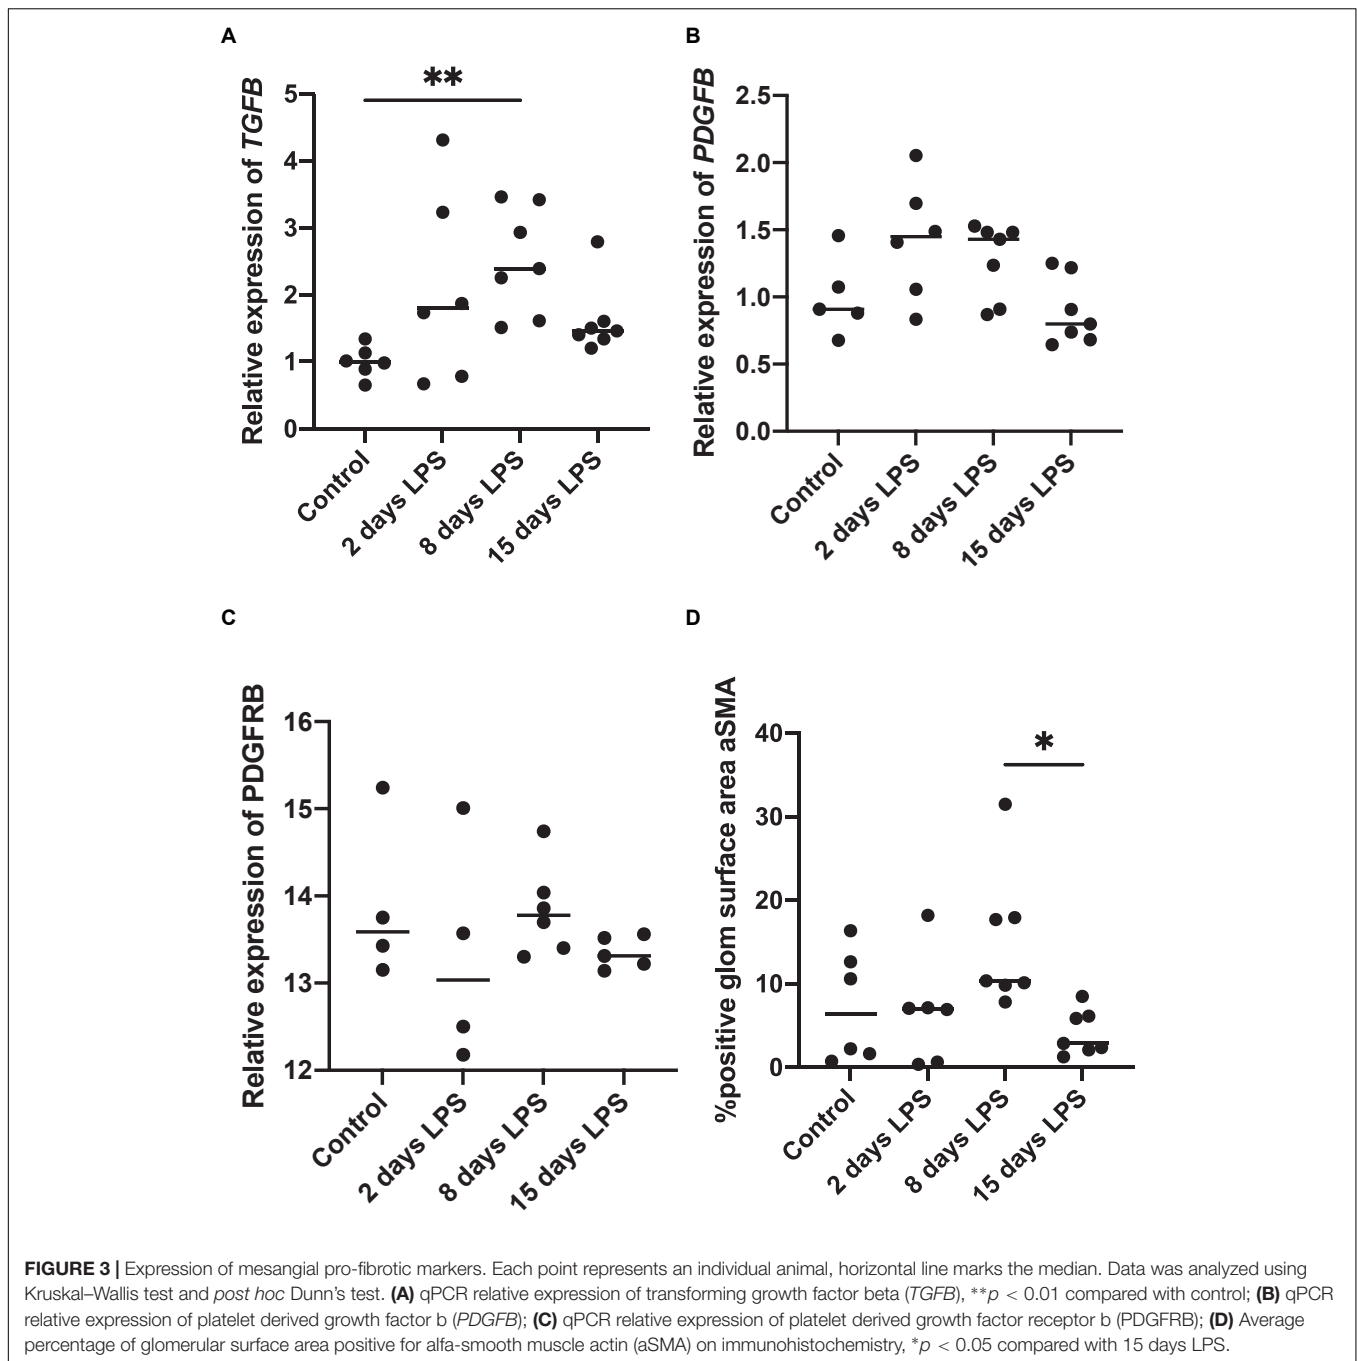 A
Relative expression of TGFB
**
5
4
3
2
1
0
Control
2 days LPS
8 days LPS
15 days LPS
B
Relative expression of PDGFB
2.5
2.0
1.5
1.0
0.5
0.0
Control
2 days LPS
8 days LPS
15 days LPS
C
Relative expression of PDGFRB
16
15
14
13
12
Control
2 days LPS
8 days LPS
15 days LPS
D
%positive glom surface area aSMA
*
40
30
20
10
0
Control
2 days LPS
8 days LPS
15 days LPS
FIGURE 3 | Expression of mesangial pro-fibrotic markers. Each point represents an individual animal, horizontal line marks the median. Data was analyzed using
Kruskal–Wallis test and post hoc Dunn's test. (A) qPCR relative expression of transforming growth factor beta (TGFB), **p < 0.01 compared with control; (B) qPCR
relative expression of platelet derived growth factor b (PDGFB); (C) qPCR relative expression of platelet derived growth factor receptor b (PDGFRB); (D) Average
percentage of glomerular surface area positive for alfa-smooth muscle actin (aSMA) on immunohistochemistry, *p < 0.05 compared with 15 days LPS.